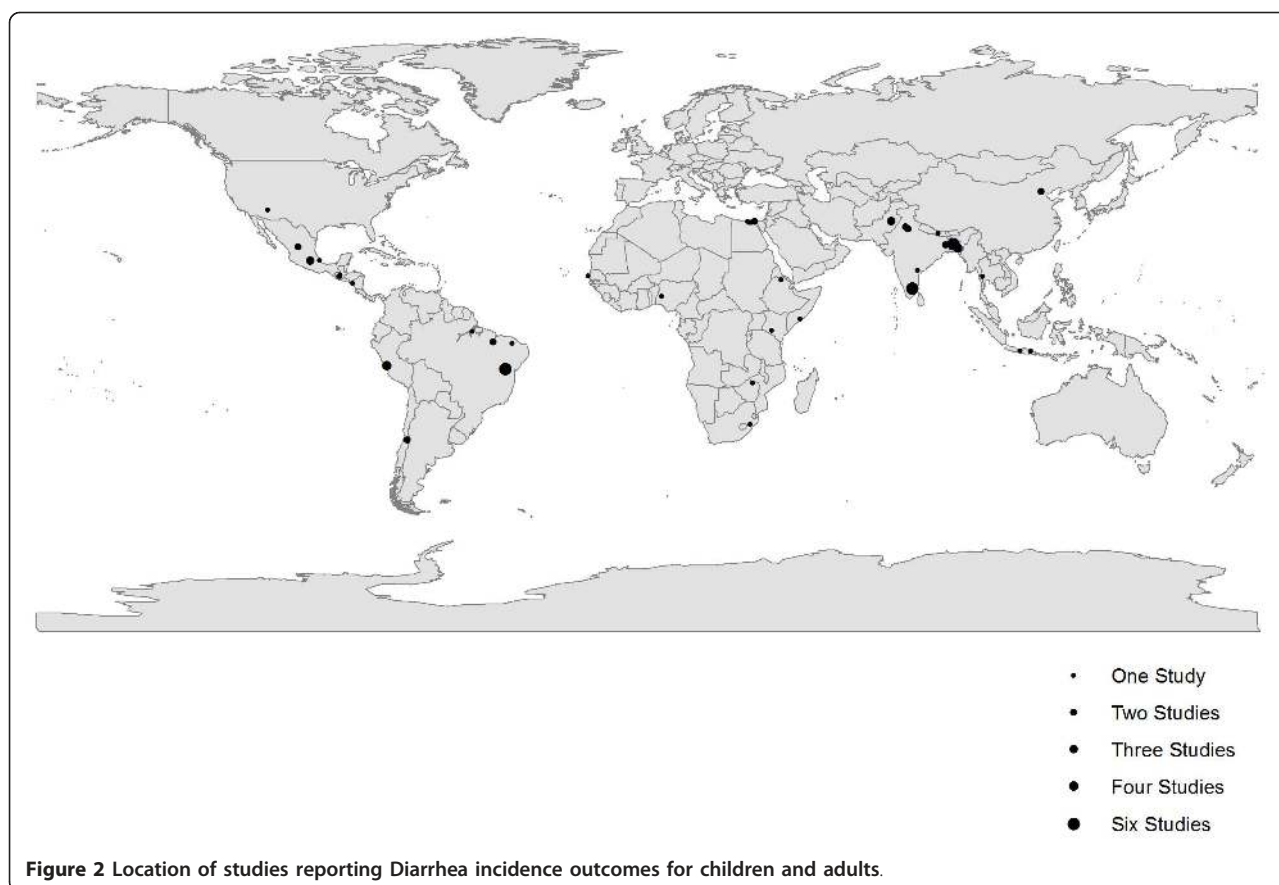 One Study
Two Studies
Three Studies
Four Studies
Six Studies
Figure 2 Location of studies reporting Diarrhea incidence outcomes for children and adults.